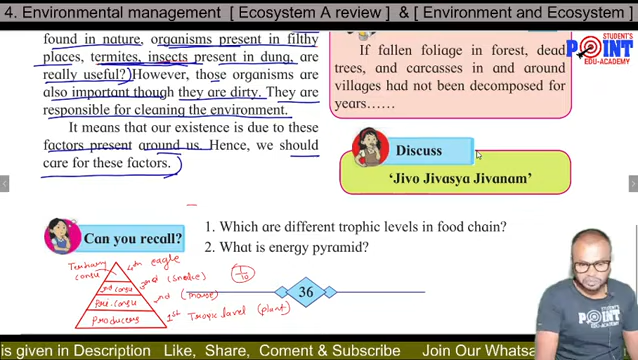 4. Environmental management [ Ecosystem A review ] & [ Environment and Ecosystem ]
STUDENT'S
POINT
EDU-ACADEMY
found in nature, organisms present in filthy
places, termites, insects present in dung, are
really useful? However, those organisms are
also important though they are dirty. They are
responsible for cleaning the environment.
It means that our existence is due to these
factors present around us. Hence, we should
care for these factors.
If fallen foliage in forest, dead
trees, and carcasses in and around
villages had not been decomposed for
years......
Discuss
'Jivo Jivasya Jivanam'
Can you recall?
1. Which are different trophic levels in food chain?
2. What is energy pyramid?
Tertiary
consu
4th eagle
2nd consu
3rd (snake)
1/10
Pri. consu
2nd (mouse)
Producers
1st Tropic level (plant)
36
is given in Description Like, Share, Coment & Subscribe Join Our Whatsa
STUDENT'S
POINT
EDU-ACADEMY